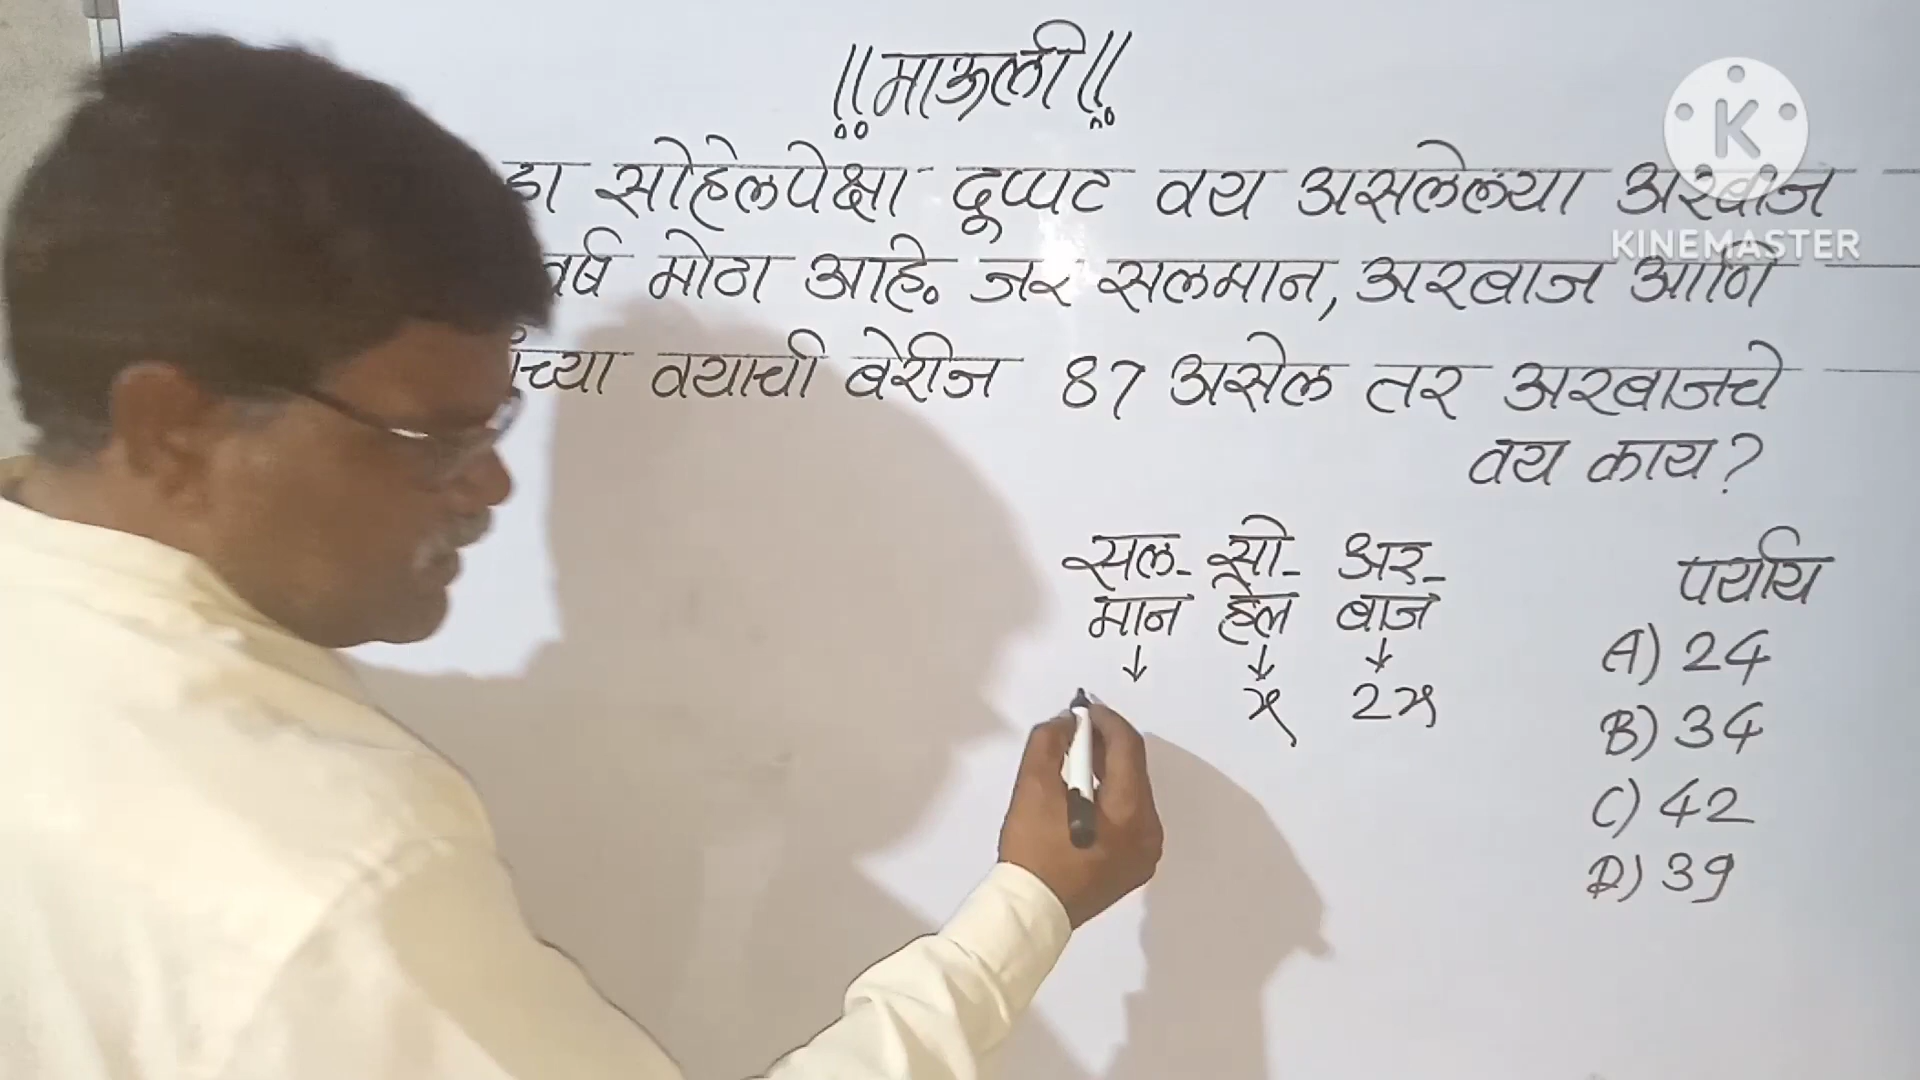 ||माऊली||
सोहेलपेक्षा दूप्पट वय असलेल्या अरबाज
वर्ष मोठा आहे. जर सलमान, अरबाज आणि
वयाची बेरीज 87 असेल तर अरबाजचे
वय काय?
सल- सो- अर-
मान हेल बाज
↓ ↓ ↓
x 2x
पर्याय
A) 24
B) 34
C) 42
D) 39
K
KINEMASTER